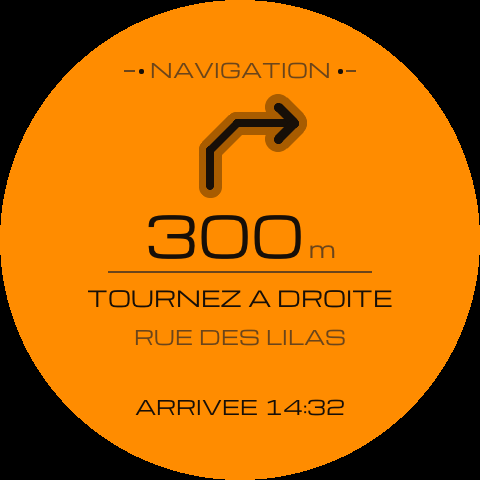 NAVIGATION
300 m
TOURNEZ A DROITE
RUE DES LILAS
ARRIVEE 14:32